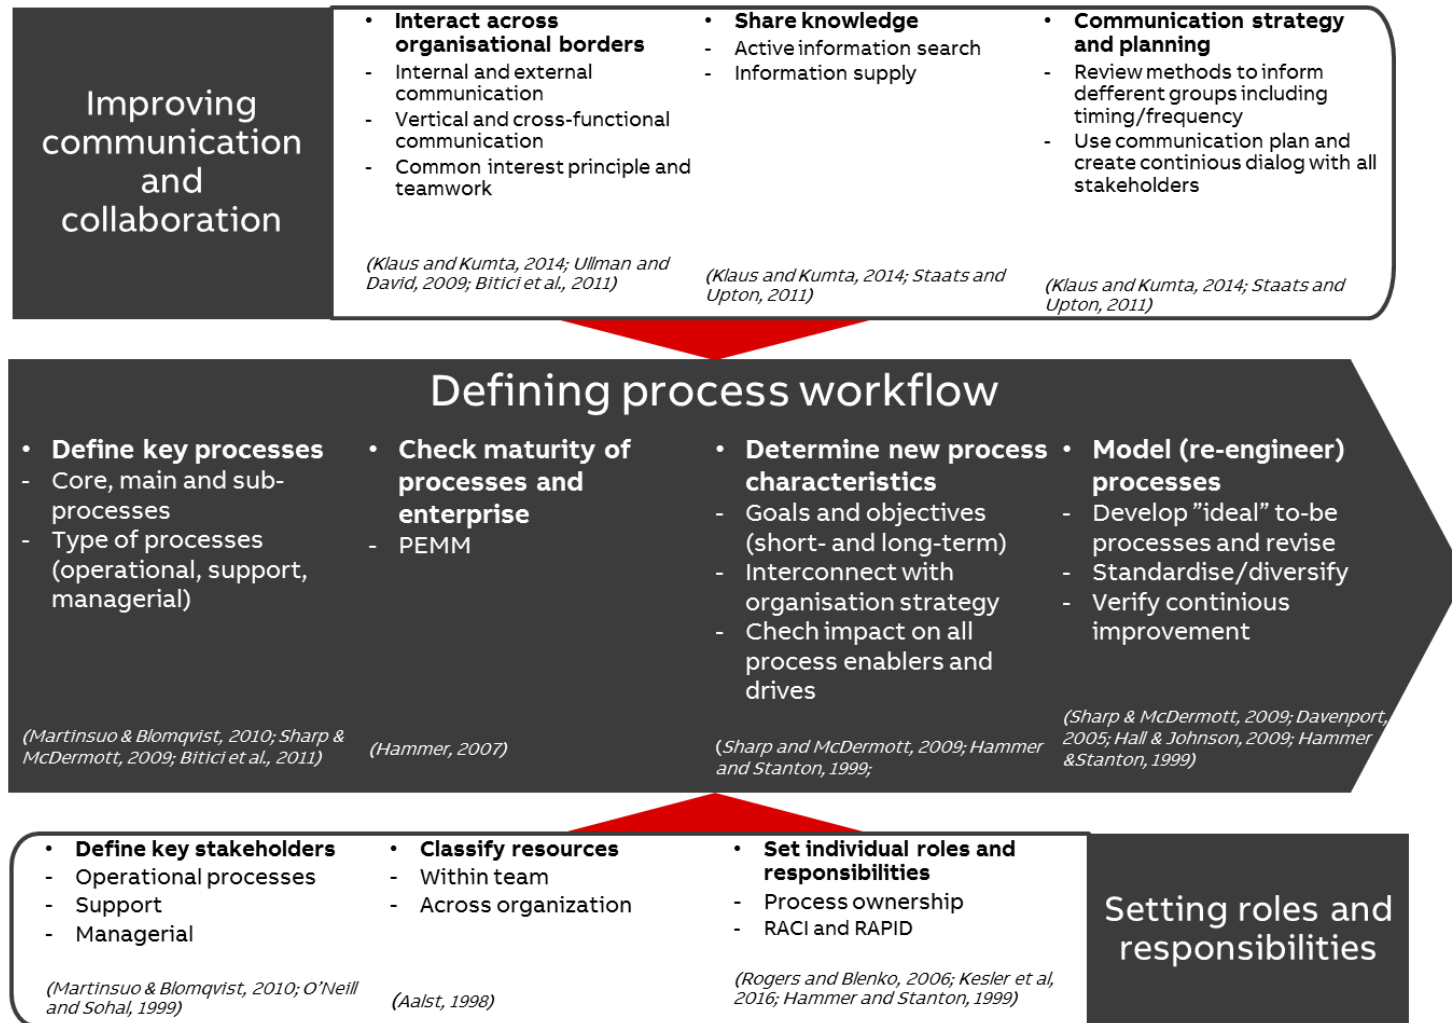 Improving
communication
and
collaboration
• Interact across
organisational borders
- Internal and external
communication
- Vertical and cross-functional
communication
- Common interest principle and
teamwork
(Klaus and Kumta, 2014; Ullman and
David, 2009; Bitici et al., 2011)
• Share knowledge
- Active information search
- Information supply
(Klaus and Kumta, 2014; Staats and
Upton, 2011)
• Communication strategy
and planning
- Review methods to inform
defferent groups including
timing/frequency
- Use communication plan and
create continious dialog with all
stakeholders
(Klaus and Kumta, 2014; Staats and
Upton, 2011)
Defining process workflow
• Define key processes
- Core, main and sub-
processes
- Type of processes
(operational, support,
managerial)
(Martinsuo & Blomqvist, 2010; Sharp &
McDermott, 2009; Bitici et al., 2011)
• Check maturity of
processes and
enterprise
- PEMM
(Hammer, 2007)
• Determine new process
characteristics
- Goals and objectives
(short- and long-term)
- Interconnect with
organisation strategy
- Chech impact on all
process enablers and
drives
(Sharp and McDermott, 2009; Hammer
and Stanton, 1999;
• Model (re-engineer)
processes
- Develop ”ideal” to-be
processes and revise
- Standardise/diversify
- Verify continious
improvement
(Sharp & McDermott, 2009; Davenport,
2005; Hall & Johnson, 2009; Hammer
&Stanton, 1999)
• Define key stakeholders
- Operational processes
- Support
- Managerial
(Martinsuo & Blomqvist, 2010; O’Neill
and Sohal, 1999)
• Classify resources
- Within team
- Across organization
(Aalst, 1998)
• Set individual roles and
responsibilities
- Process ownership
- RACI and RAPID
(Rogers and Blenko, 2006; Kesler et al,
2016; Hammer and Stanton, 1999)
Setting roles and
responsibilities